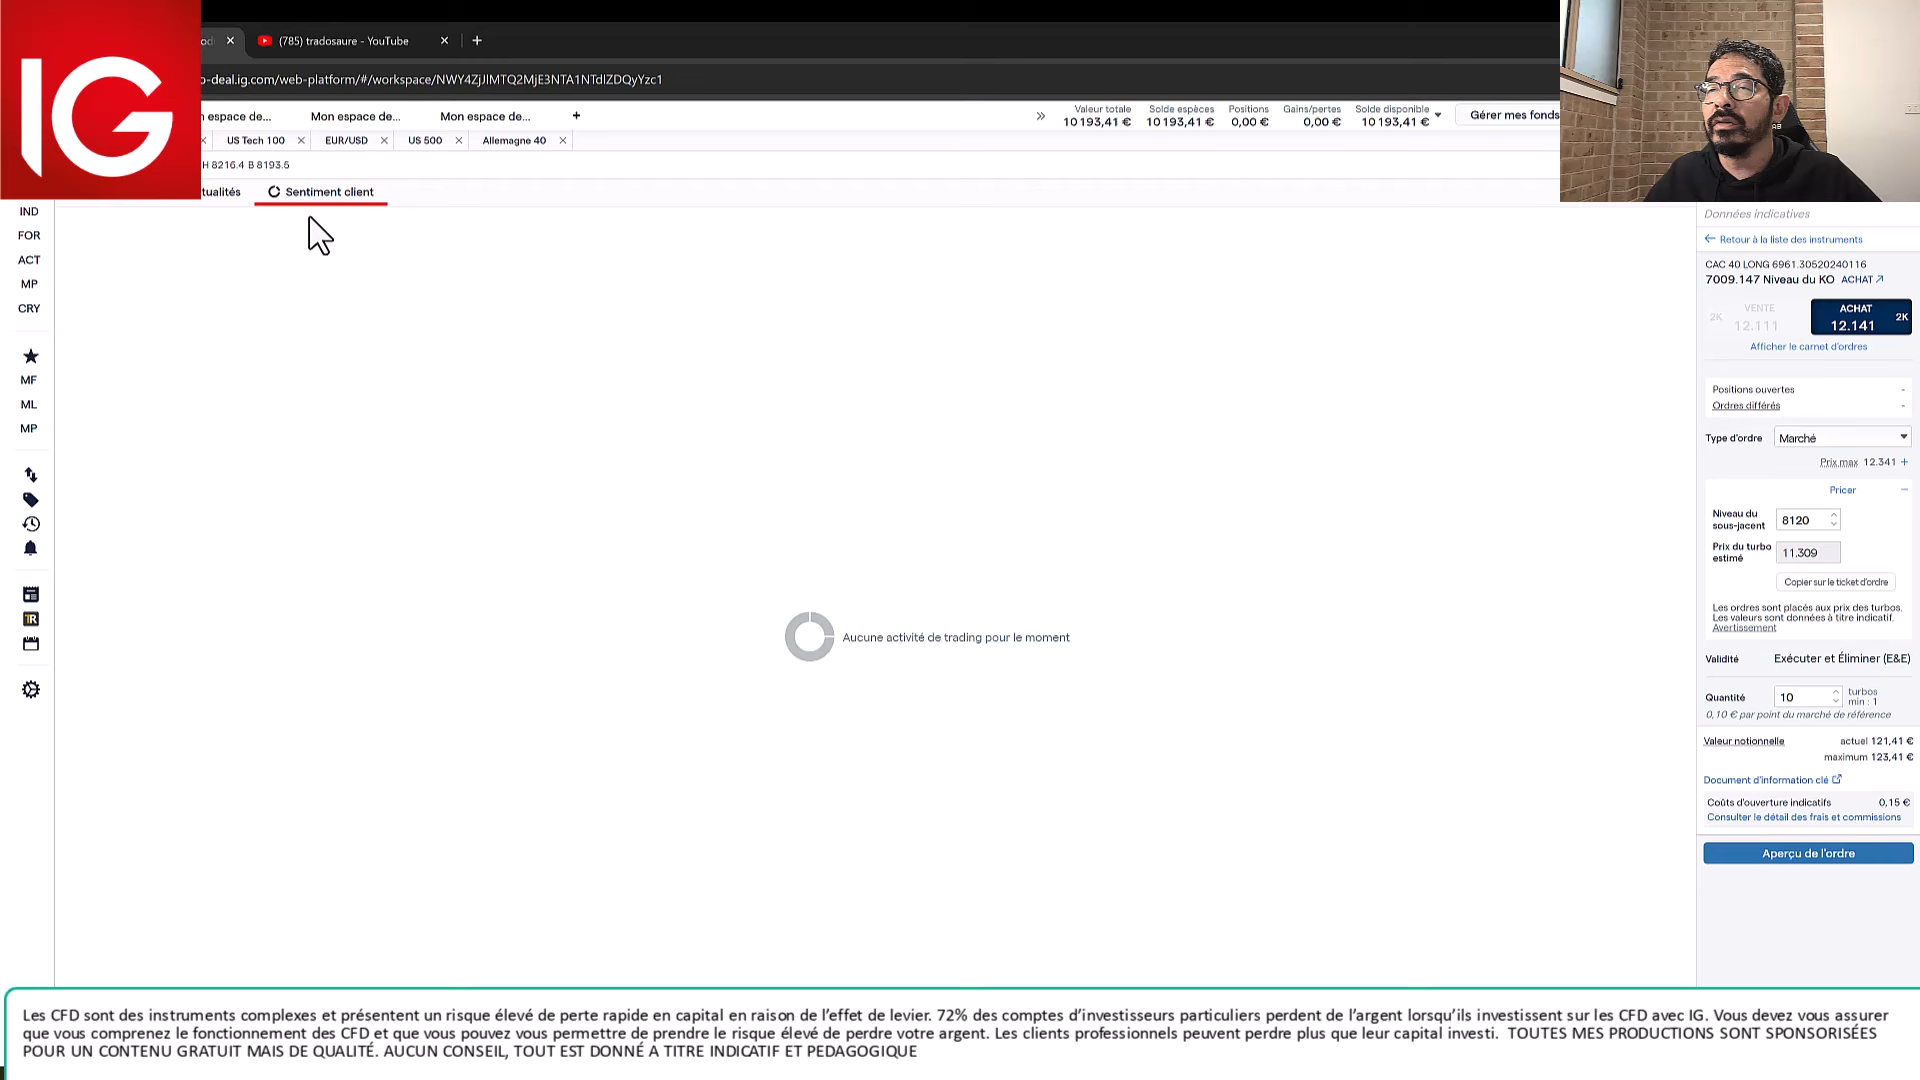 IG
(785) tradosaure - YouTube
o-deal.ig.com/web-platform/#/workspace/NWY4ZjJlMTQ2MjE3NTA1NTdlZDQyYzc1
n espace de...
Mon espace de...
Mon espace de...
Valeur totale
10 193,41 €
Solde espèces
10 193,41 €
Positions
0,00 €
Gains/pertes
0,00 €
Solde disponible
10 193,41 €
Gérer mes fonds
US Tech 100
EUR/USD
US 500
Allemagne 40
H 8216.4 B 8193.5
tualités
Sentiment client
IND
FOR
ACT
MP
CRY
MF
ML
MP
Aucune activité de trading pour le moment
Données indicatives
Retour à la liste des instruments
CAC 40 LONG 6961.30520240116
7009.147 Niveau du KO ACHAT
2K
VENTE
12.111
ACHAT
12.141
2K
Afficher le carnet d'ordres
Positions ouvertes -
Ordres différés -
Type d'ordre Marché
Prix max 12.341 +
Pricer
Niveau du
sous-jacent
8120
Prix du turbo
estimé
11.309
Copier sur le ticket d'ordre
Les ordres sont placés aux prix des turbos.
Les valeurs sont données à titre indicatif.
Avertissement
Validité Exécuter et Éliminer (E&E)
Quantité 10
turbos
min : 1
0,10 € par point du marché de référence
Valeur notionnelle actuel 121,41 €
maximum 123,41 €
Document d'information clé
Coûts d'ouverture indicatifs 0,15 €
Consulter le détail des frais et commissions
Aperçu de l'ordre
Les CFD sont des instruments complexes et présentent un risque élevé de perte rapide en capital en raison de l'effet de levier. 72% des comptes d'investisseurs particuliers perdent de l'argent lorsqu'ils investissent sur les CFD avec IG. Vous devez vous assurer
que vous comprenez le fonctionnement des CFD et que vous pouvez vous permettre de prendre le risque élevé de perdre votre argent. Les clients professionnels peuvent perdre plus que leur capital investi. TOUTES MES PRODUCTIONS SONT SPONSORISÉES
POUR UN CONTENU GRATUIT MAIS DE QUALITÉ. AUCUN CONSEIL, TOUT EST DONNÉ A TITRE INDICATIF ET PEDAGOGIQUE